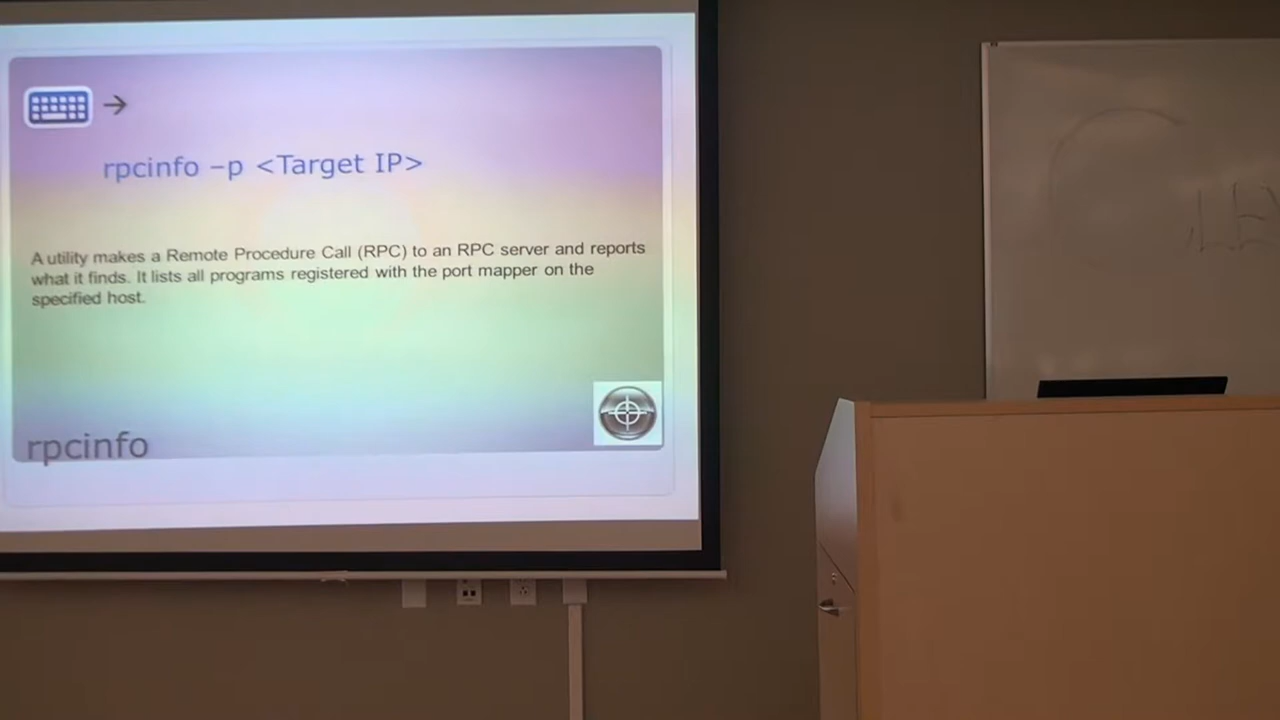 rpcinfo –p <Target IP>
A utility makes a Remote Procedure Call (RPC) to an RPC server and reports
what it finds. It lists all programs registered with the port mapper on the
specified host.
rpcinfo